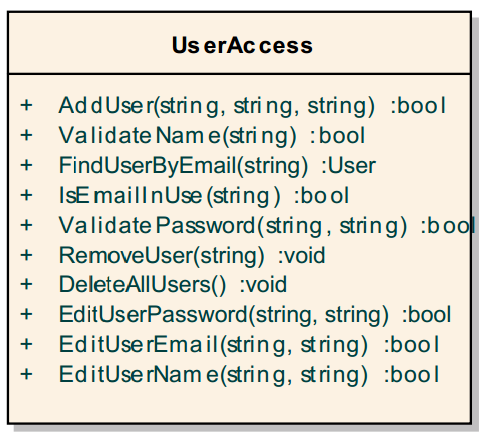 UserAccess
+ AddUser(string, string, string) :bool
+ ValidateName(string) :bool
+ FindUserByEmail(string) :User
+ IsEmailInUse(string) :bool
+ ValidatePassword(string, string) :bool
+ RemoveUser(string) :void
+ DeleteAllUsers() :void
+ EditUserPassword(string, string) :bool
+ EditUserEmail(string, string) :bool
+ EditUserName(string, string) :bool